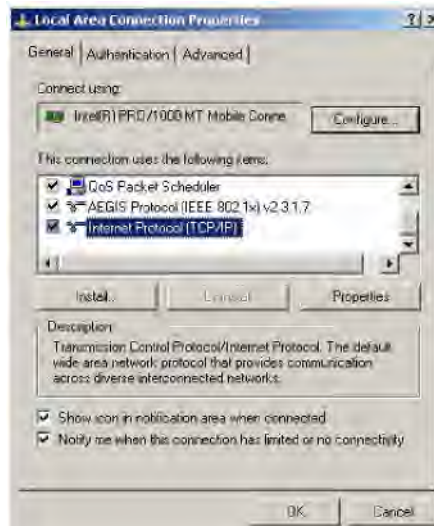 Local Area Connection Properties
General Authentication Advanced
Connect using:
Intel(R) PRO/1000 MT Mobile Conne
Configure...
This connection uses the following items:
QoS Packet Scheduler
AEGIS Protocol (IEEE 802.1x) v2.3.1.7
Internet Protocol (TCP/IP)
Install... Uninstall Properties
Description
Transmission Control Protocol/Internet Protocol. The default
wide area network protocol that provides communication
across diverse interconnected networks.
Show icon in notification area when connected
Notify me when this connection has limited or no connectivity
OK Cancel